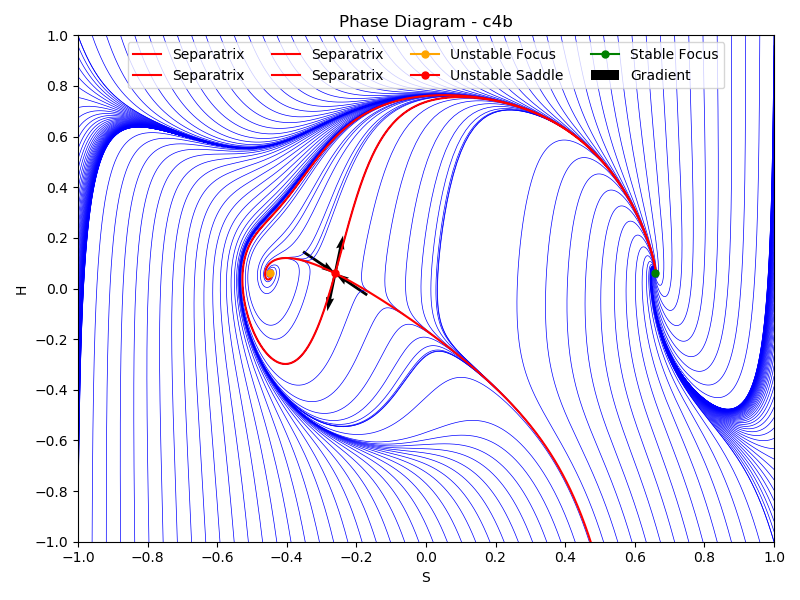 Phase Diagram - c4b
Separatrix Separatrix Unstable Focus Stable Focus
Separatrix Separatrix Unstable Saddle Gradient
1.0
0.8
0.6
0.4
0.2
0.0
−0.2
−0.4
−0.6
−0.8
−1.0
H
−1.0 −0.8 −0.6 −0.4 −0.2 0.0 0.2 0.4 0.6 0.8 1.0
S